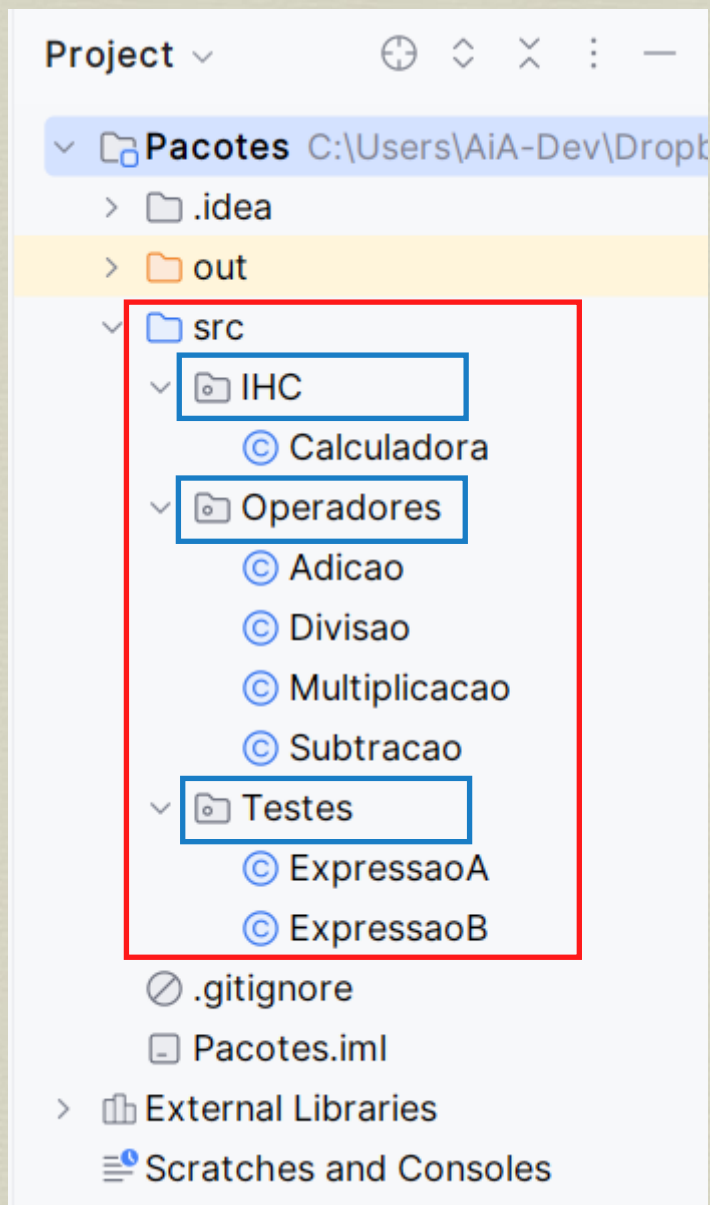 Project
Pacotes C:\Users\AiA-Dev\Dropb
.idea
out
src
IHC
Calculadora
Operadores
Adicao
Divisao
Multiplicacao
Subtracao
Testes
ExpressaoA
ExpressaoB
.gitignore
Pacotes.iml
External Libraries
Scratches and Consoles